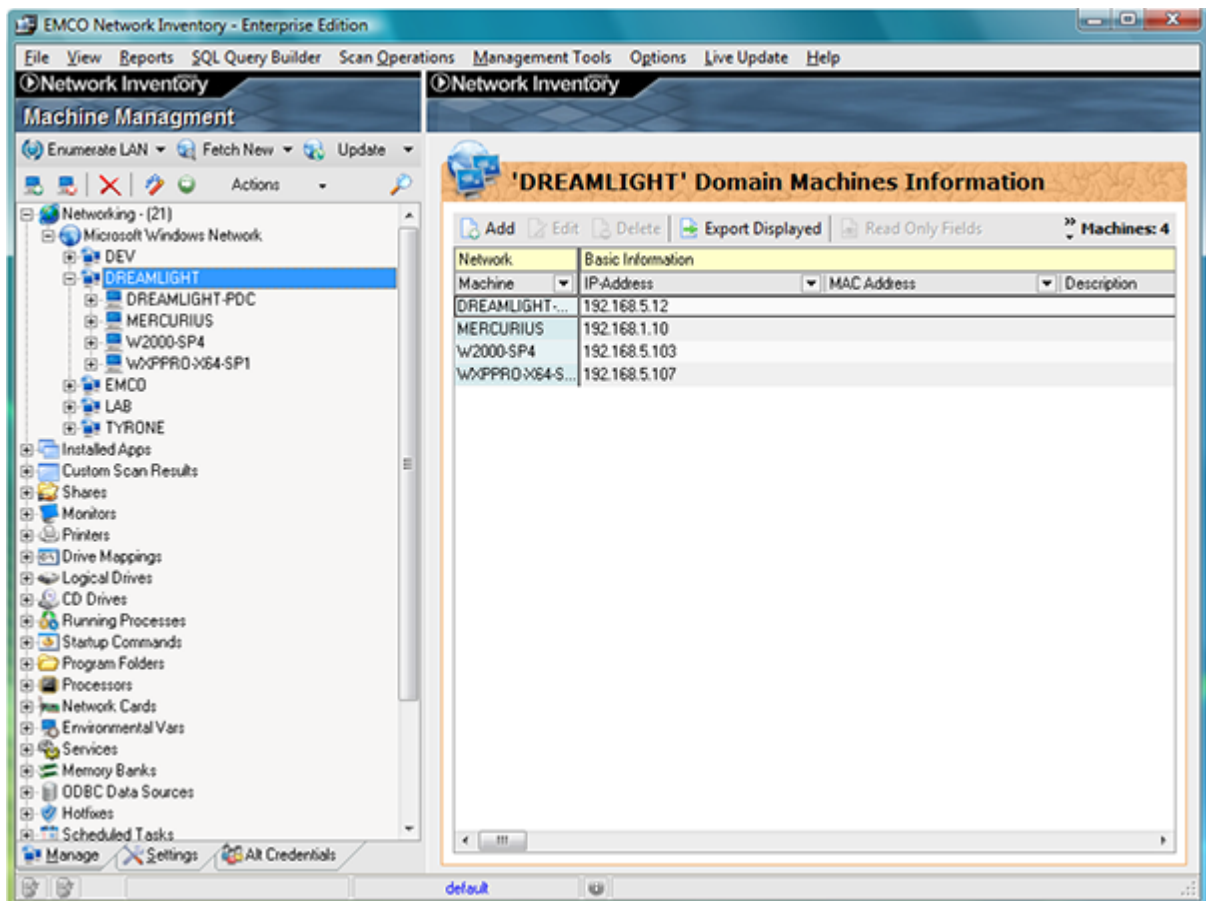 EMCO Network Inventory - Enterprise Edition
File View Reports SQL Query Builder Scan Operations Management Tools Options Live Update Help
Network Inventory
Machine Managment
Enumerate LAN Fetch New Update
Actions
Networking - (21)
Microsoft Windows Network
DEV
DREAMLIGHT
DREAMLIGHT-PDC
MERCURIUS
W2000-SP4
WXPPRO-X64-SP1
EMCO
LAB
TYRONE
Installed Apps
Custom Scan Results
Shares
Monitors
Printers
Drive Mappings
Logical Drives
CD Drives
Running Processes
Startup Commands
Program Folders
Processors
Network Cards
Environmental Vars
Services
Memory Banks
ODBC Data Sources
Hotfixes
Scheduled Tasks
Manage Settings Alt Credentials
Network Inventory
'DREAMLIGHT' Domain Machines Information
Add Edit Delete Export Displayed Read Only Fields Machines: 4
Network Basic Information
Machine IP-Address MAC Address Description
DREAMLIGHT-... 192.168.5.12
MERCURIUS 192.168.1.10
W2000-SP4 192.168.5.103
WXPPRO-X64-S... 192.168.5.107
default